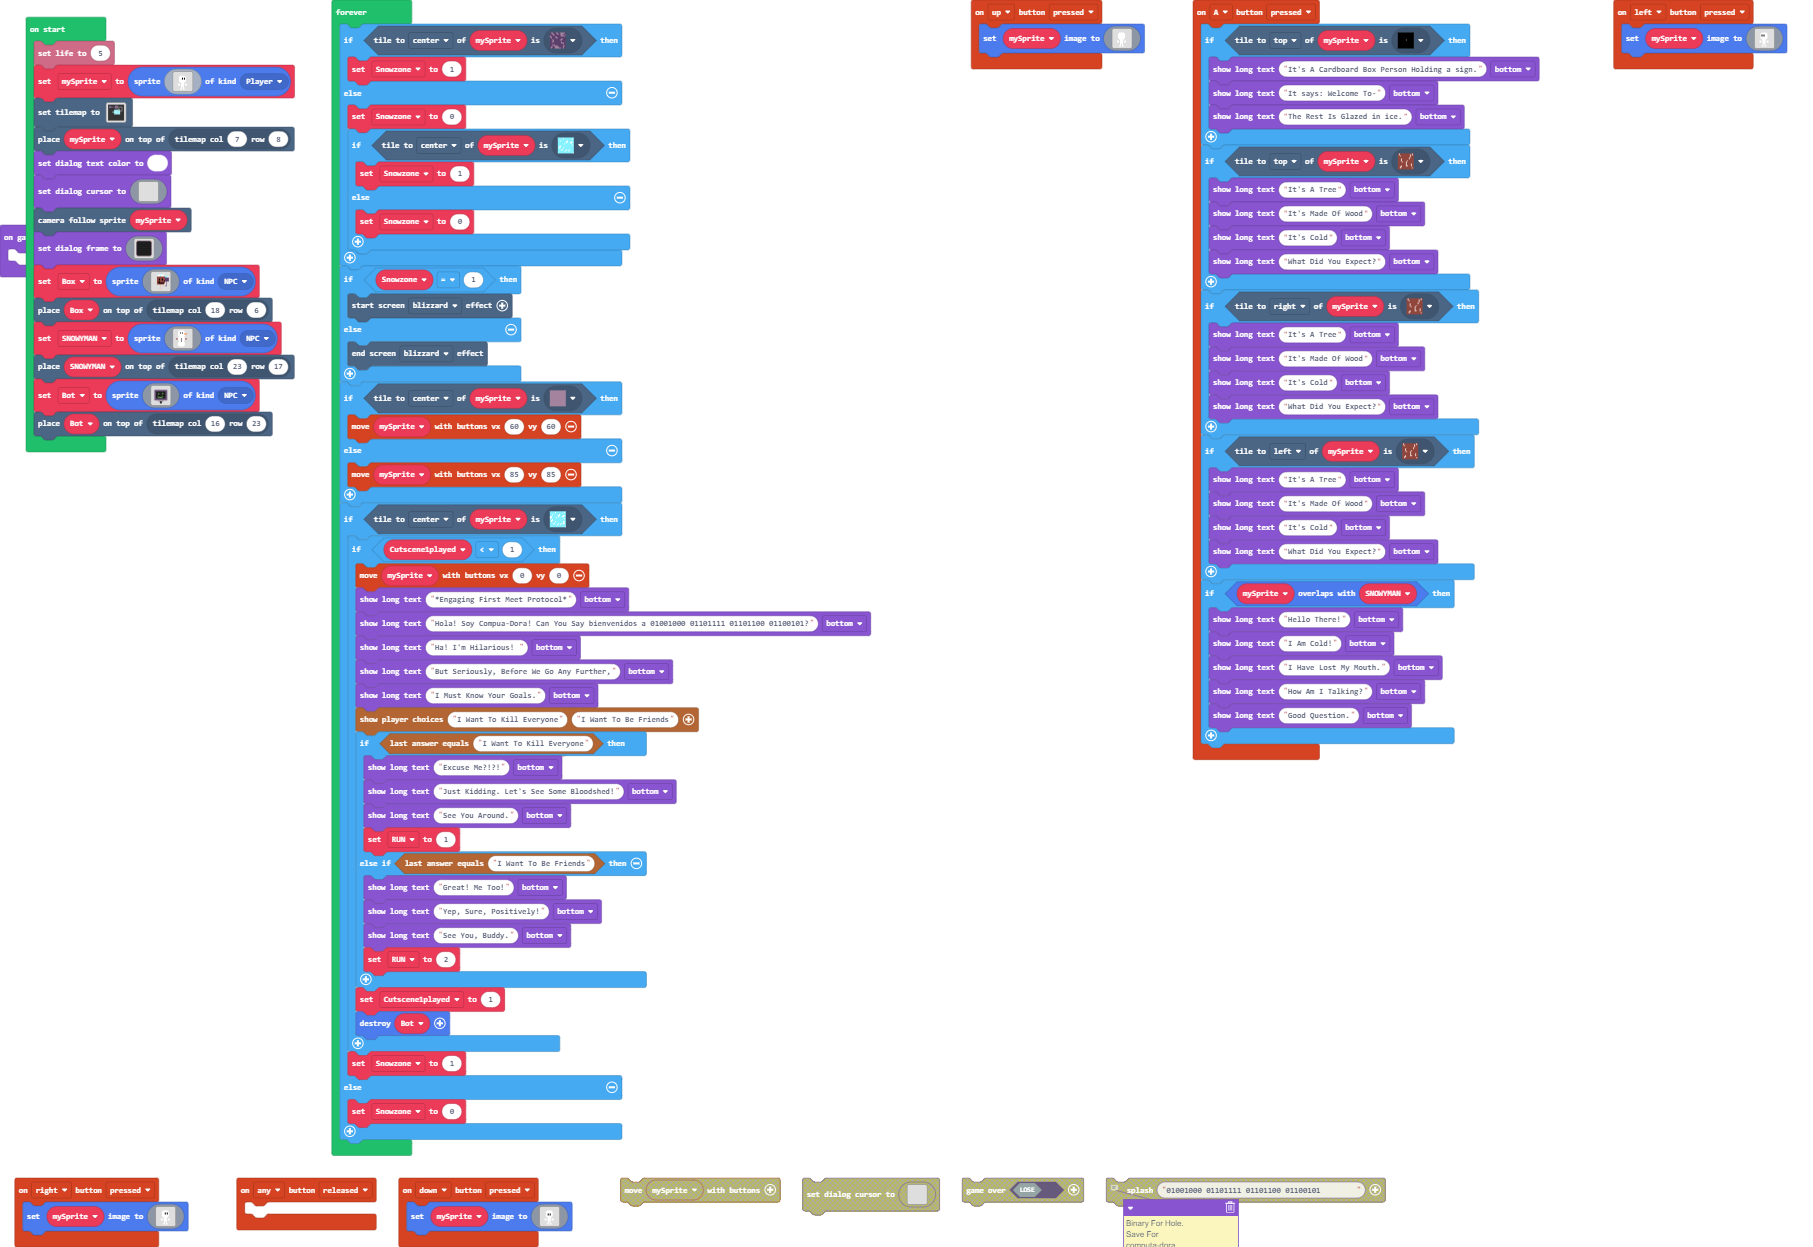 on start
set life to 5
set mySprite to sprite of kind Player
set tilemap to
place mySprite on top of tilemap col 7 row 8
set dialog text color to
set dialog cursor to
camera follow sprite mySprite
on ga
set dialog frame to
set Box to sprite of kind NPC
place Box on top of tilemap col 18 row 6
set SNOWYMAN to sprite of kind NPC
place SNOWYMAN on top of tilemap col 23 row 17
set Bot to sprite of kind NPC
place Bot on top of tilemap col 16 row 23
forever
if tile to center of mySprite is then
set Snowzone to 1
else
set Snowzone to 0
if tile to center of mySprite is then
set Snowzone to 1
else
set Snowzone to 0
if Snowzone = 1 then
start screen blizzard effect
else
end screen blizzard effect
if tile to center of mySprite is then
move mySprite with buttons vx 60 vy 60
else
move mySprite with buttons vx 85 vy 85
if tile to center of mySprite is then
if Cutscene1played < 1 then
move mySprite with buttons vx 0 vy 0
show long text "*Engaging First Meet Protocol*" bottom
show long text "Hola! Soy Compua-Dora! Can You Say bienvenidos a 01001000 01101111 01101100 01100101?" bottom
show long text "Ha! I'm Hilarious! " bottom
show long text "But Seriously, Before We Go Any Further," bottom
show long text "I Must Know Your Goals." bottom
show player choices "I Want To Kill Everyone" "I Want To Be Friends"
if last answer equals "I Want To Kill Everyone" then
show long text "Excuse Me?!?!" bottom
show long text "Just Kidding. Let's See Some Bloodshed!" bottom
show long text "See You Around." bottom
set RUN to 1
else if last answer equals "I Want To Be Friends" then
show long text "Great! Me Too!" bottom
show long text "Yep, Sure, Positively!" bottom
show long text "See You, Buddy." bottom
set RUN to 2
set Cutscene1played to 1
destroy Bot
set Snowzone to 1
else
set Snowzone to 0
on up button pressed
set mySprite image to
on A button pressed
if tile to top of mySprite is then
show long text "It's A Cardboard Box Person Holding a sign." bottom
show long text "It says: Welcome To-" bottom
show long text "The Rest Is Glazed in ice." bottom
if tile to top of mySprite is then
show long text "It's A Tree" bottom
show long text "It's Made Of Wood" bottom
show long text "It's Cold" bottom
show long text "What Did You Expect?" bottom
if tile to right of mySprite is then
show long text "It's A Tree" bottom
show long text "It's Made Of Wood" bottom
show long text "It's Cold" bottom
show long text "What Did You Expect?" bottom
if tile to left of mySprite is then
show long text "It's A Tree" bottom
show long text "It's Made Of Wood" bottom
show long text "It's Cold" bottom
show long text "What Did You Expect?" bottom
if mySprite overlaps with SNOWYMAN then
show long text "Hello There!" bottom
show long text "I Am Cold!" bottom
show long text "I Have Lost My Mouth." bottom
show long text "How Am I Talking?" bottom
show long text "Good Question." bottom
on left button pressed
set mySprite image to
on right button pressed
set mySprite image to
on any button released
on down button pressed
set mySprite image to
move mySprite with buttons
set dialog cursor to
game over LOSE
splash "01001000 01101111 01101100 01100101 "
Binary For Hole.
Save For
computa-dora